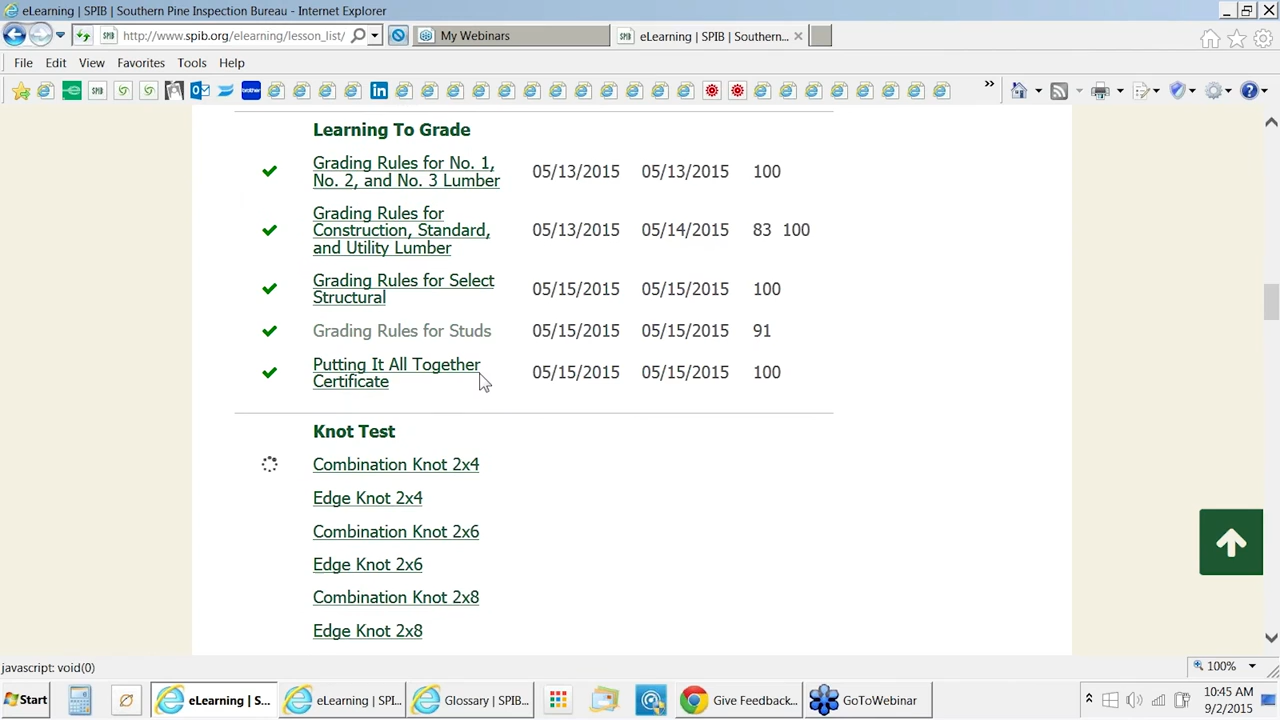 eLearning | SPIB | Southern Pine Inspection Bureau - Internet Explorer
http://www.spib.org/elearning/lesson_list/
My Webinars
SPIB
eLearning | SPIB | Southern...
File Edit View Favorites Tools Help
SPIB
brother
Learning To Grade
Grading Rules for No. 1,
No. 2, and No. 3 Lumber
05/13/2015 05/13/2015 100
Grading Rules for
Construction, Standard,
and Utility Lumber
05/13/2015 05/14/2015 83 100
Grading Rules for Select
Structural
05/15/2015 05/15/2015 100
Grading Rules for Studs 05/15/2015 05/15/2015 91
Putting It All Together
Certificate
05/15/2015 05/15/2015 100
Knot Test
Combination Knot 2x4
Edge Knot 2x4
Combination Knot 2x6
Edge Knot 2x6
Combination Knot 2x8
Edge Knot 2x8
javascript: void(0)
100%
Start
eLearning | S...
eLearning | SPI...
Glossary | SPIB...
Give Feedback...
GoToWebinar
10:45 AM
9/2/2015